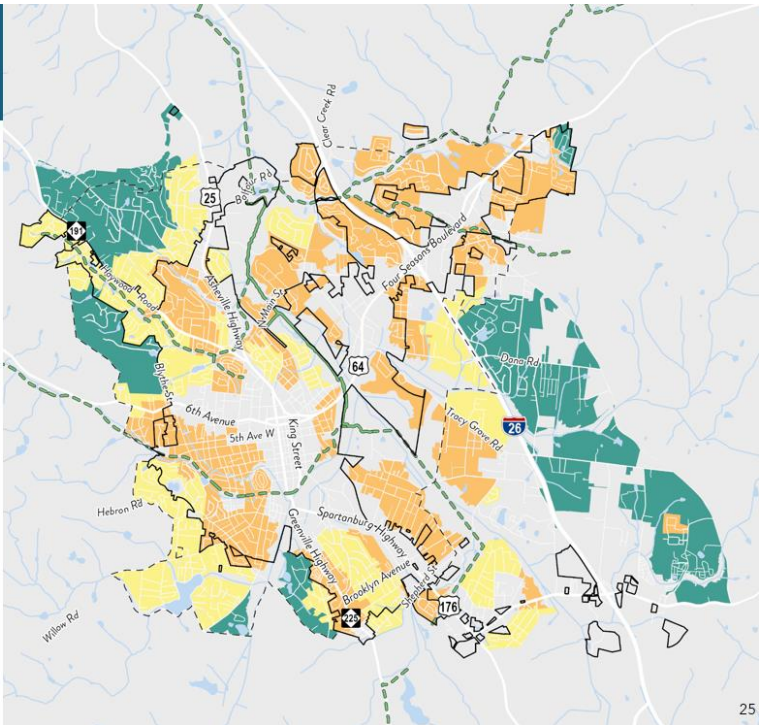 Clear Creek Rd
25
Balfour Rd
191
Haywood Road
Asheville Highway
Four Seasons Boulevard
N Main St
64
Dana Rd
Blythe St
6th Avenue
5th Ave W
King Street
Tracy Grove Rd
26
Hebron Rd
Spartanburg Highway
Greenville Highway
Brooklyn Avenue
Shepherd St
176
225
Willow Rd
25